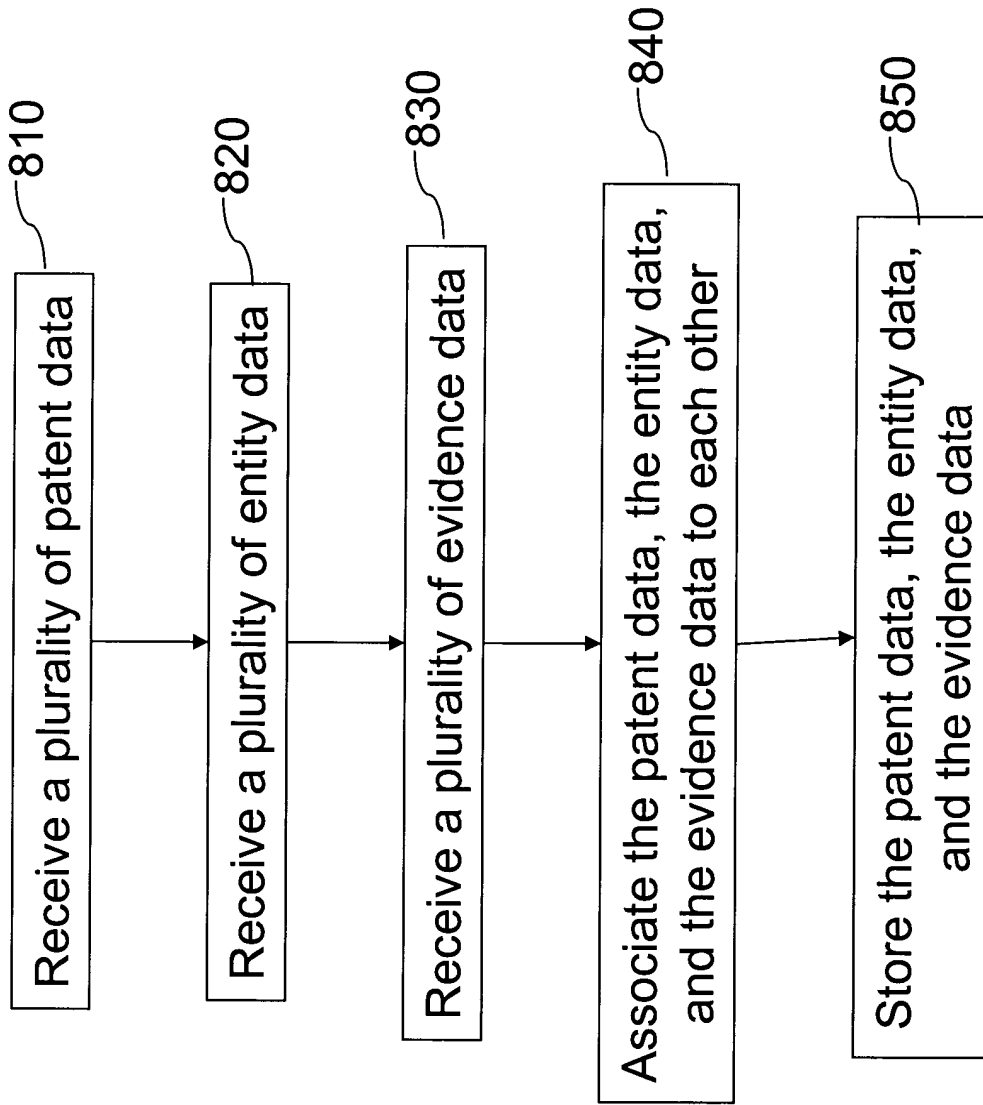 810
Receive a plurality of patent data
820
Receive a plurality of entity data
830
Receive a plurality of evidence data
840
Associate the patent data, the entity data,
and the evidence data to each other
850
Store the patent data, the entity data,
and the evidence data